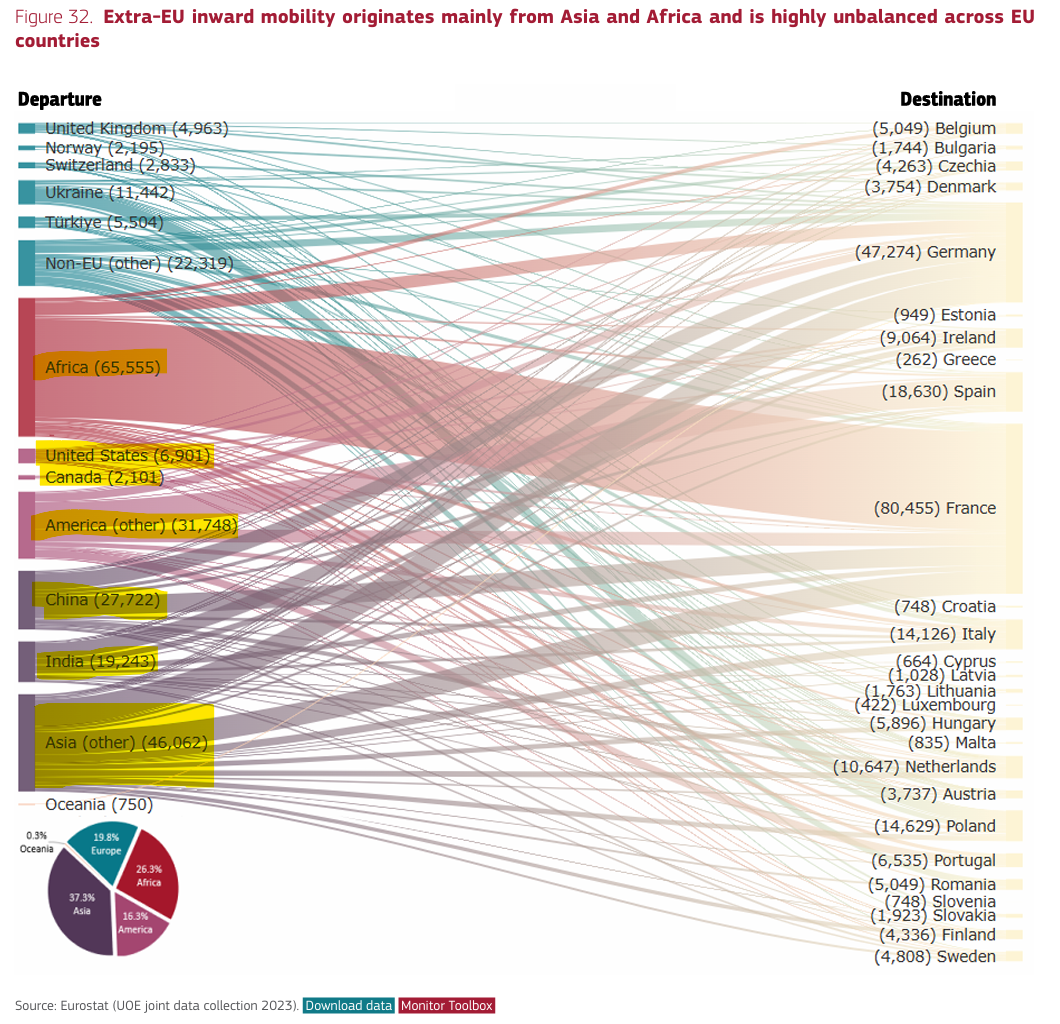 Figure 32. Extra-EU inward mobility originates mainly from Asia and Africa and is highly unbalanced across EU
countries
Departure
Destination
United Kingdom (4,963)
Norway (2,195)
Switzerland (2,833)
Ukraine (11,442)
Türkiye (5,504)
Non-EU (other) (22,319)
Africa (65,555)
United States (6,901)
Canada (2,101)
America (other) (31,748)
China (27,722)
India (19,243)
Asia (other) (46,062)
Oceania (750)
(5,049) Belgium
(1,744) Bulgaria
(4,263) Czechia
(3,754) Denmark
(47,274) Germany
(949) Estonia
(9,064) Ireland
(262) Greece
(18,630) Spain
(80,455) France
(748) Croatia
(14,126) Italy
(664) Cyprus
(1,028) Latvia
(1,763) Lithuania
(422) Luxembourg
(5,896) Hungary
(835) Malta
(10,647) Netherlands
(3,737) Austria
(14,629) Poland
(6,535) Portugal
(5,049) Romania
(748) Slovenia
(1,923) Slovakia
(4,336) Finland
(4,808) Sweden
0.3%
Oceania
19.8%
Europe
26.3%
Africa
37.3%
Asia
16.3%
America
Source: Eurostat (UOE joint data collection 2023). Download data Monitor Toolbox